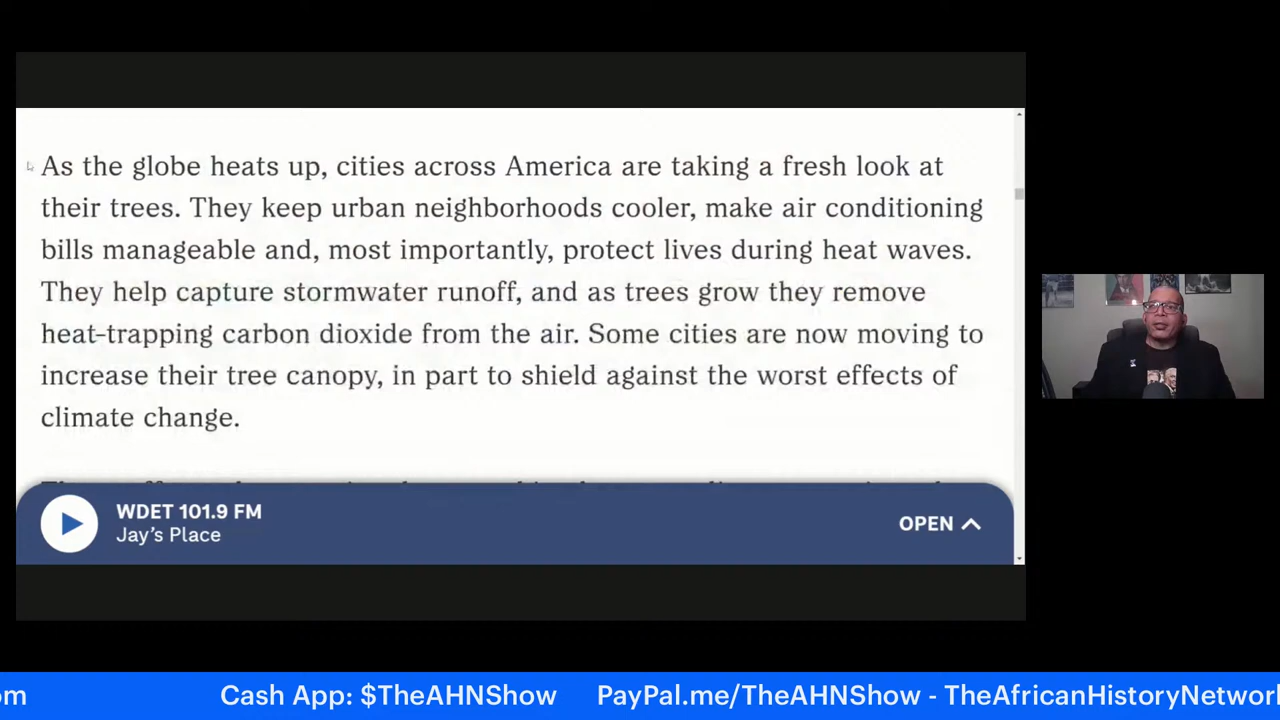 As the globe heats up, cities across America are taking a fresh look at
their trees. They keep urban neighborhoods cooler, make air conditioning
bills manageable and, most importantly, protect lives during heat waves.
They help capture stormwater runoff, and as trees grow they remove
heat-trapping carbon dioxide from the air. Some cities are now moving to
increase their tree canopy, in part to shield against the worst effects of
climate change.
WDET 101.9 FM
Jay's Place
OPEN
om Cash App: $TheAHNShow PayPal.me/TheAHNShow - TheAfricanHistoryNetwork